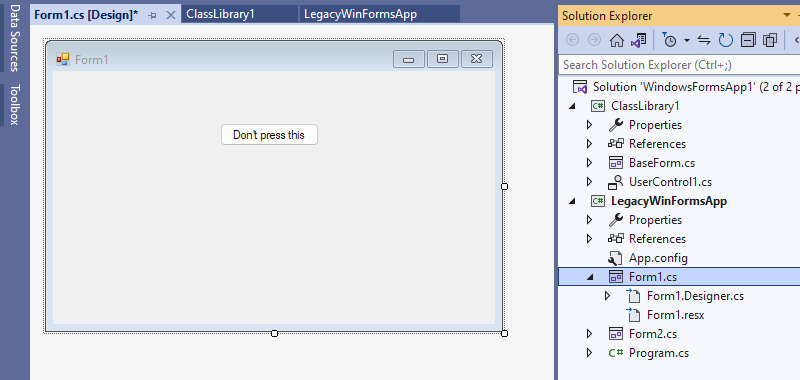 Form1.cs [Design]*
ClassLibrary1
LegacyWinFormsApp
Data Sources
Toolbox
Form1
Don't press this
Solution Explorer
Search Solution Explorer (Ctrl+;)
Solution 'WindowsFormsApp1' (2 of 2 p
C# ClassLibrary1
Properties
References
BaseForm.cs
UserControl1.cs
C# LegacyWinFormsApp
Properties
References
App.config
Form1.cs
Form1.Designer.cs
Form1.resx
Form2.cs
C# Program.cs